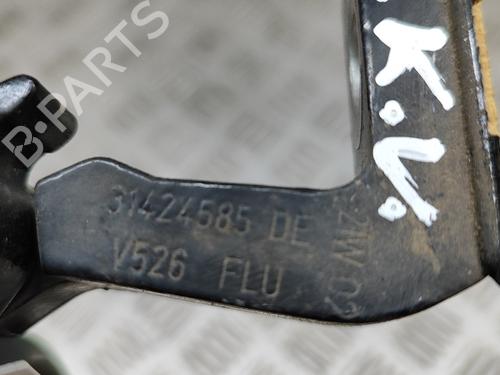 B-PARTS
K.V.
31424585 DE
V526 FLU